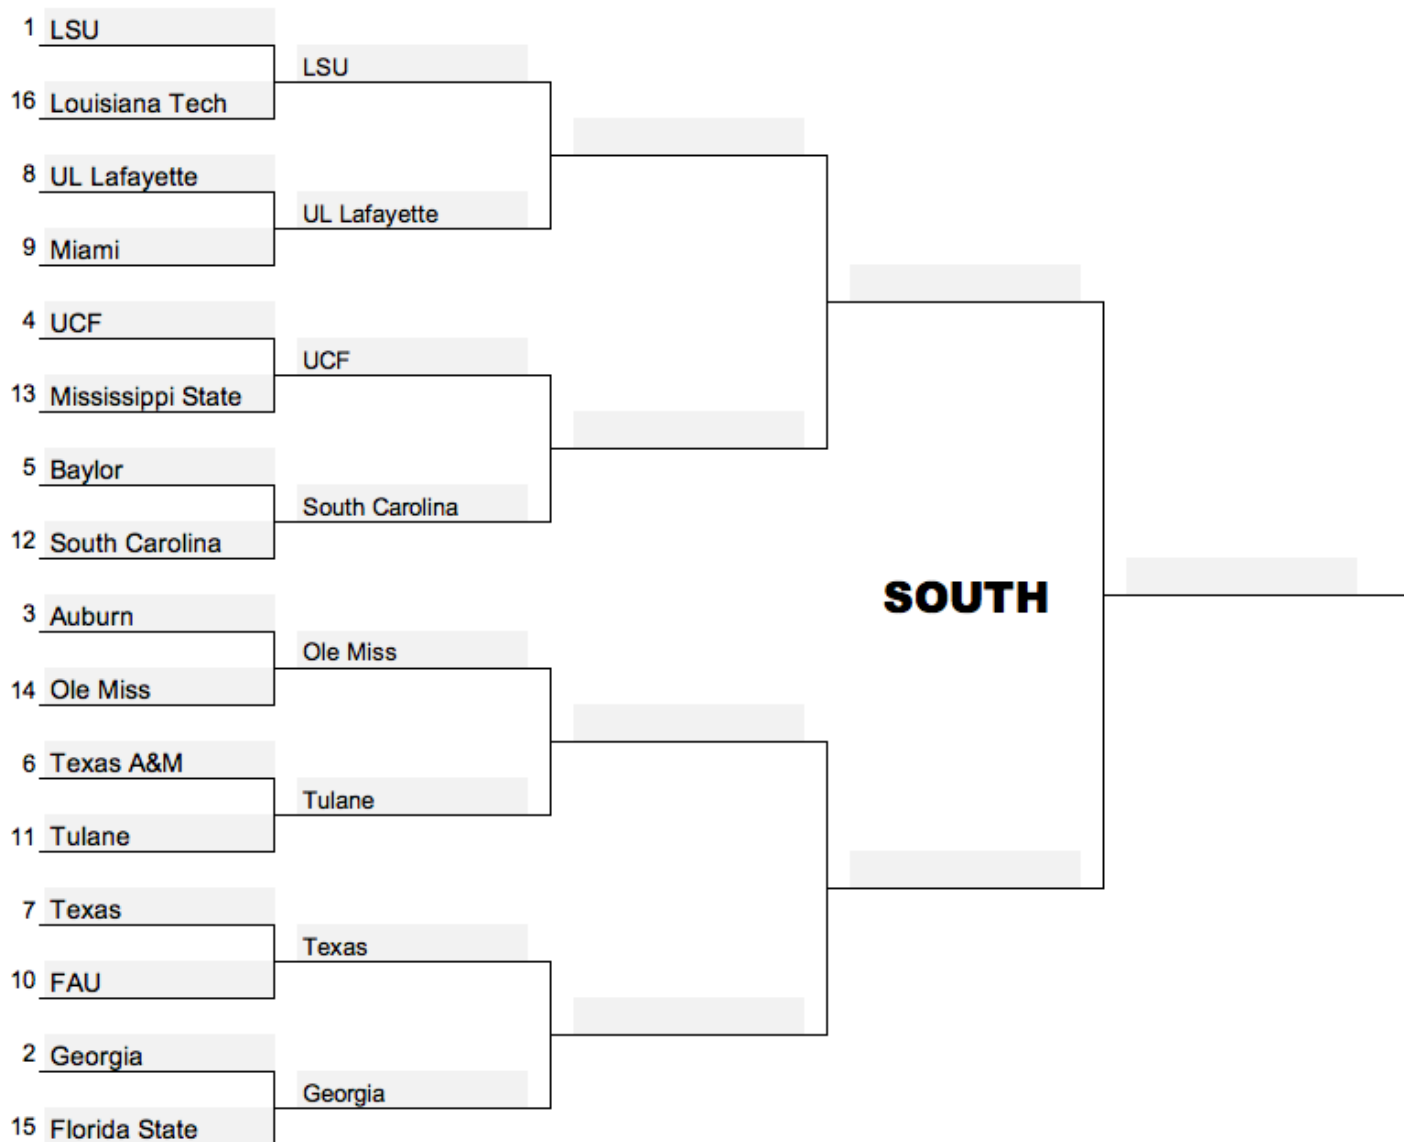 1 LSU
LSU
16 Louisiana Tech
8 UL Lafayette
UL Lafayette
9 Miami
4 UCF
UCF
13 Mississippi State
5 Baylor
South Carolina
12 South Carolina
SOUTH
3 Auburn
Ole Miss
14 Ole Miss
6 Texas A&M
Tulane
11 Tulane
7 Texas
Texas
10 FAU
2 Georgia
Georgia
15 Florida State